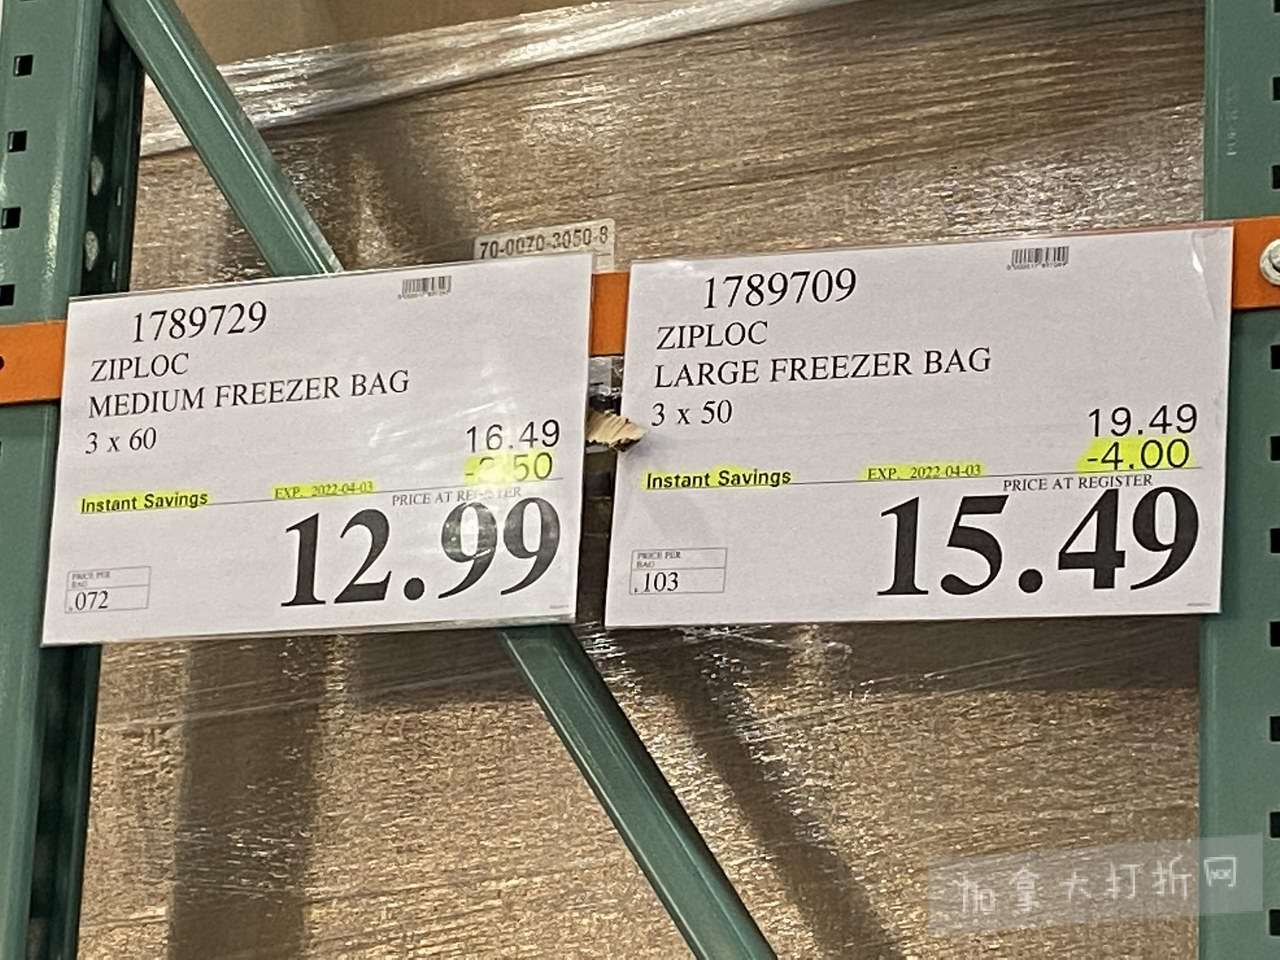 70-0070-3050-8
1789729
ZIPLOC
MEDIUM FREEZER BAG
3 x 60
16.49
-3.50
Instant Savings
EXP. 2022-04-03
PRICE AT REGISTER
12.99
PRICE PER
BAG
.072
1789709
ZIPLOC
LARGE FREEZER BAG
3 x 50
19.49
-4.00
Instant Savings
EXP. 2022-04-03
PRICE AT REGISTER
15.49
PRICE PER
BAG
.103
加拿大打折网